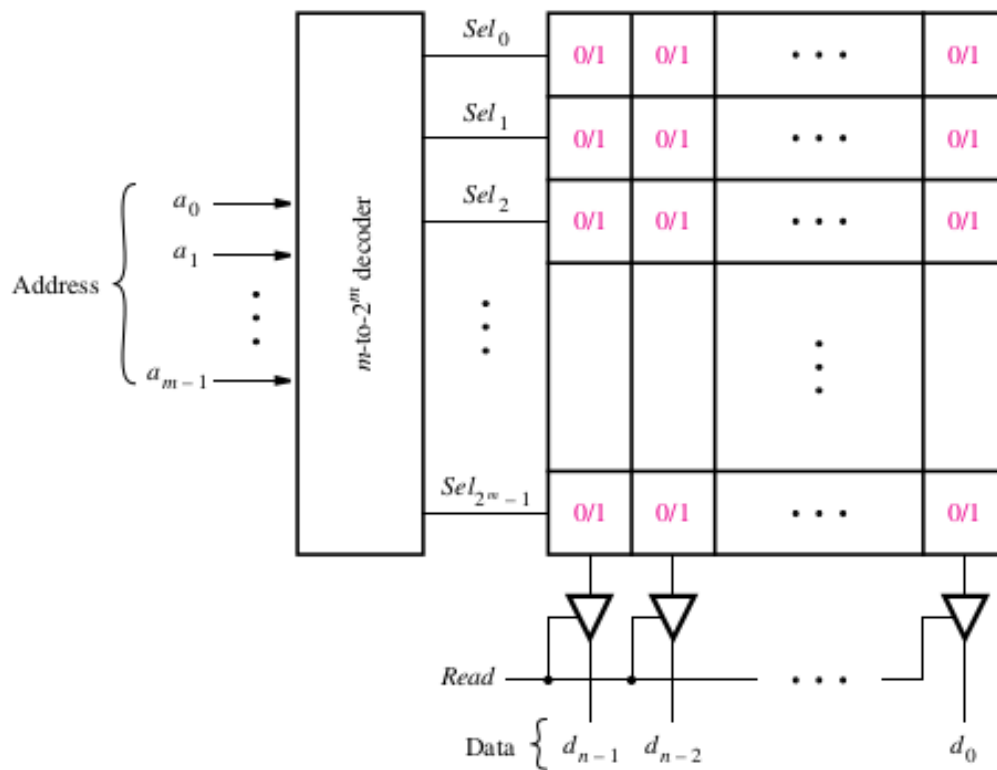 Sel₀ 0/1 0/1 • • • 0/1
Sel₁ 0/1 0/1 • • • 0/1
a₀ Sel₂ 0/1 0/1 • • • 0/1
a₁
Address
m-to-2ᵐ decoder
aₘ₋₁
Sel₂ᵐ₋₁ 0/1 0/1 • • • 0/1
Read • • •
Data { dₙ₋₁ dₙ₋₂ d₀